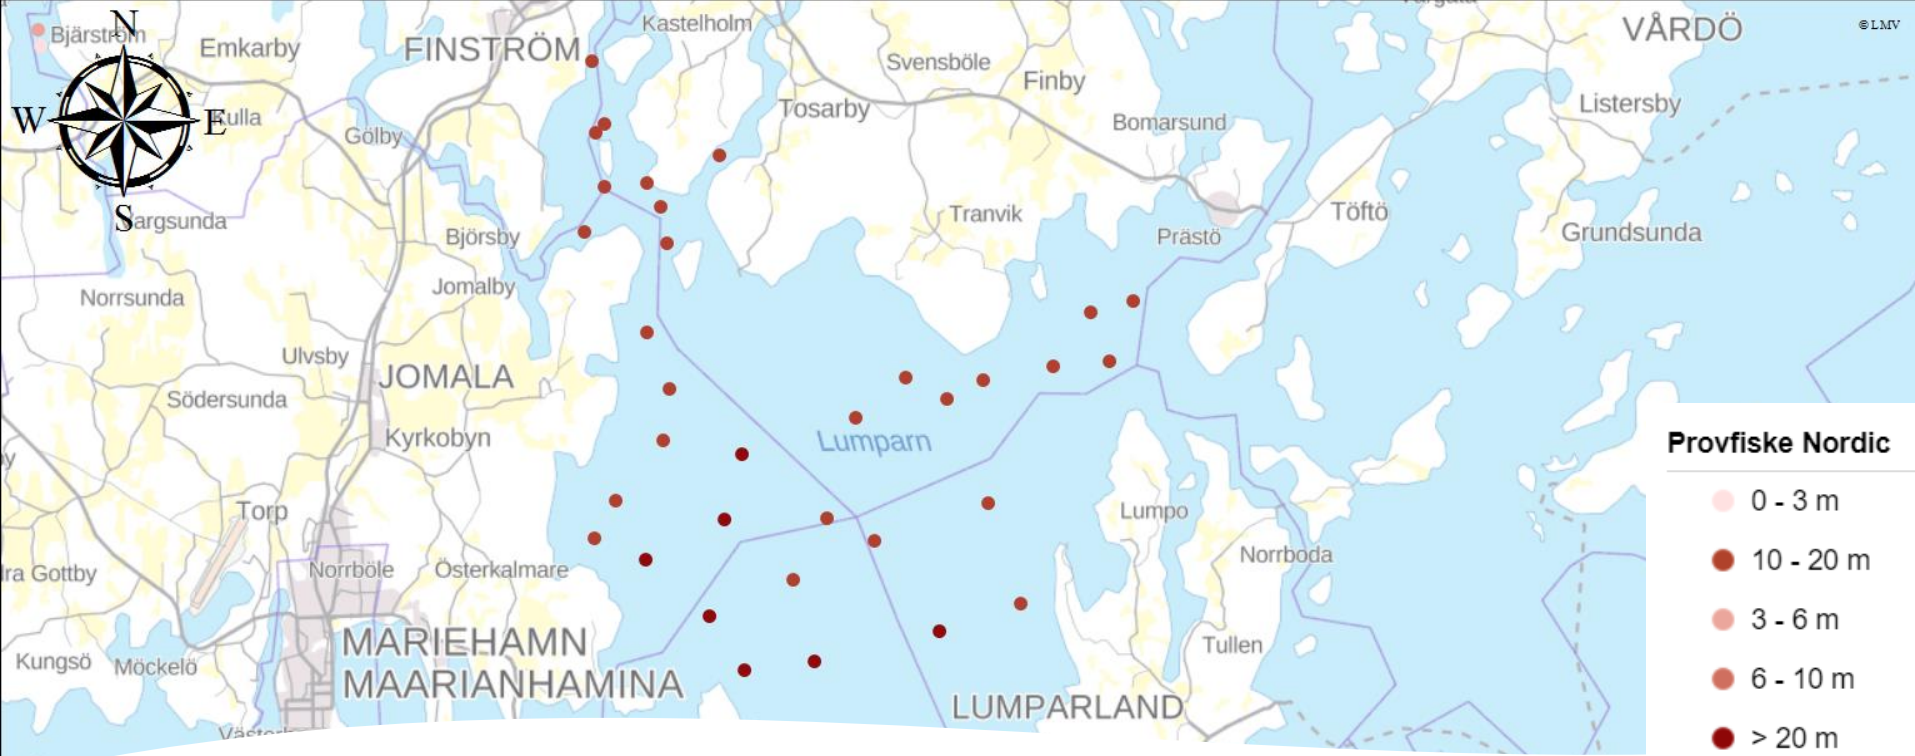 N
W
E
S
© LMV
Bjärström
Emkarby
FINSTRÖM
Kastelholm
VÅRDÖ
Svensböle
Finby
Tosarby
Listersby
Kulla
Gölby
Bomarsund
Tranvik
Töftö
Vargsunda
Björsby
Prästö
Grundsunda
Jomalby
Norrsunda
Ulvsby
JOMALA
Södersunda
Kyrkobyn
Lumparn
Torp
Lumpo
Norrboda
Norrböle
Österkalmare
ra Gottby
MARIEHAMN
MAARIANHAMINA
Kungsö
Möckelö
Tullen
LUMPARLAND
Provfiske Nordic
0 - 3 m
10 - 20 m
3 - 6 m
6 - 10 m
> 20 m